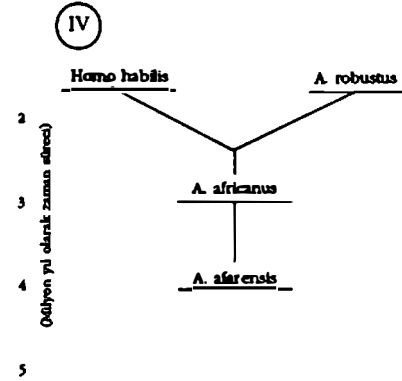 IV
Homo habilis
A. robustus
2
A. africanus
3
(Milyon yıl olarak zaman süreci)
A. afarensis
4
5